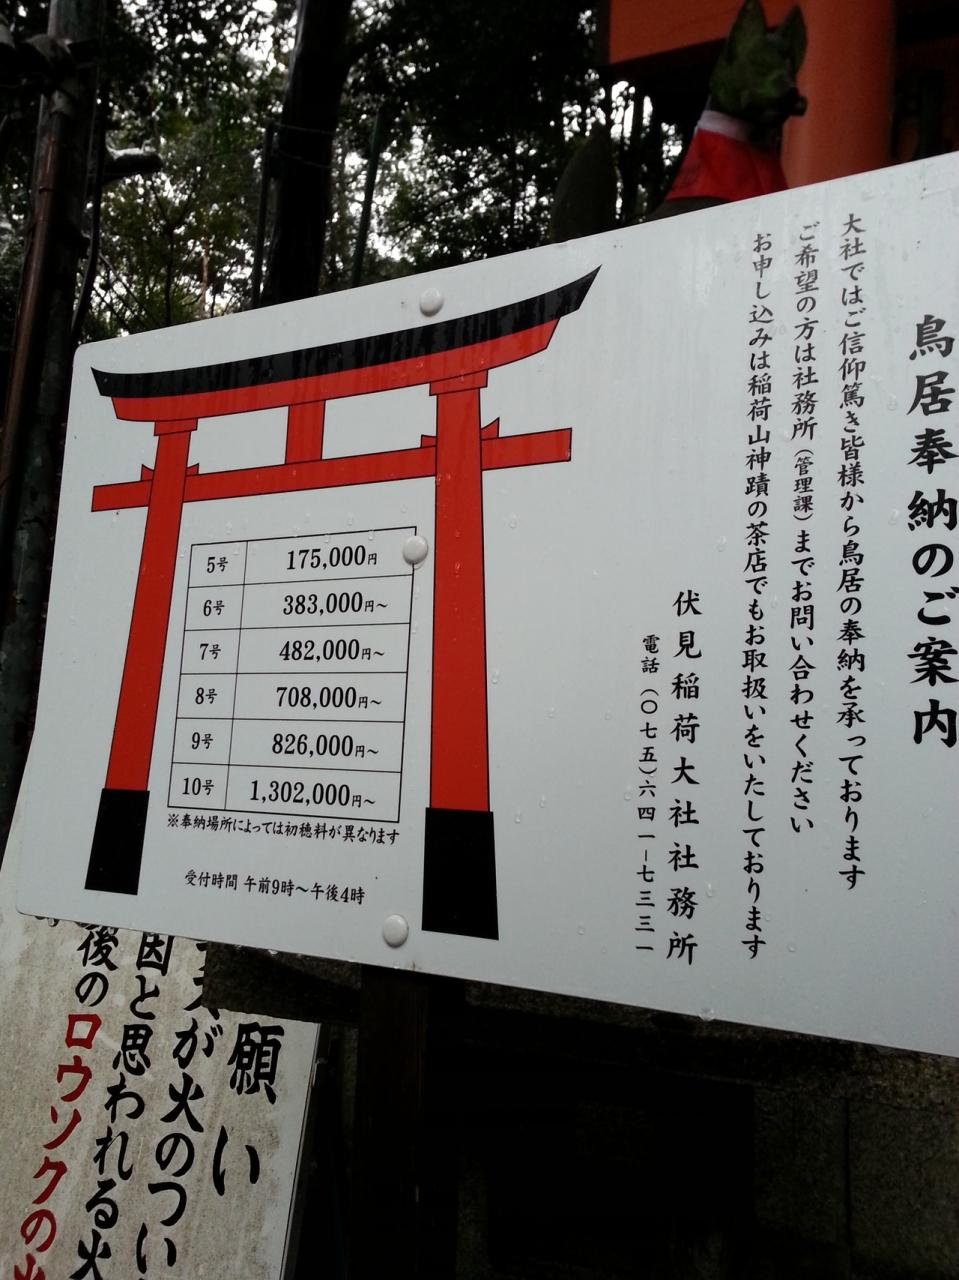 鳥居奉納のご案内
大社ではご信仰篤き皆様から鳥居の奉納を承っております
ご希望の方は社務所（管理課）までお問い合わせください
お申し込みは稲荷山神蹟の茶店でもお取扱いをいたしております
伏見稲荷大社社務所
電話（〇七五）六四一－七三三一
5号 175,000円
6号 383,000円～
7号 482,000円～
8号 708,000円～
9号 826,000円～
10号 1,302,000円～
※奉納場所によっては初穂料が異なります
受付時間 午前9時～午後4時
願い
が火のつい
因と思われる火
後のロウソクの火